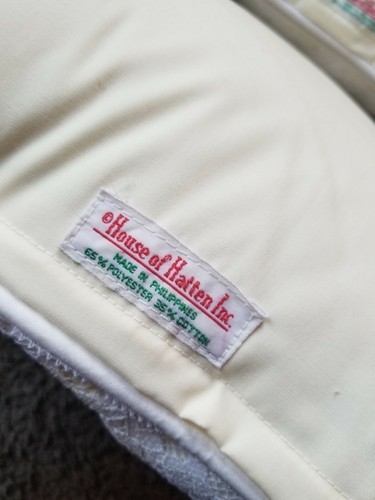 ©House of Hatten Inc.
MADE IN PHILIPPINES
65% POLYESTER 35% COTTON